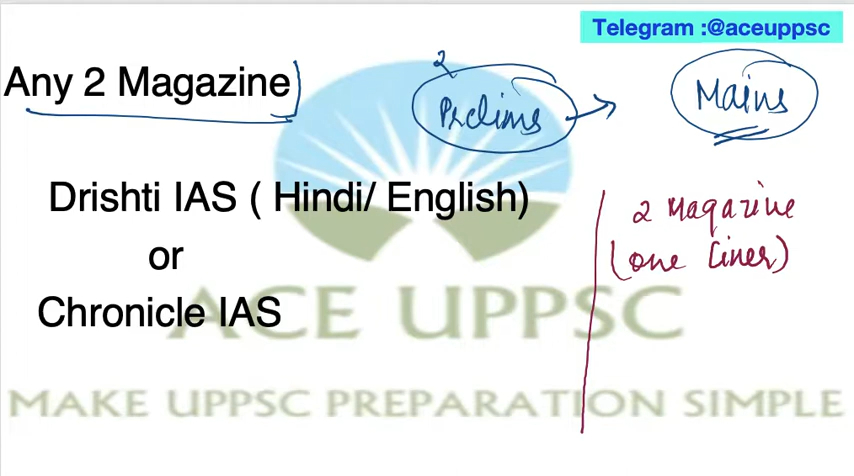 Telegram :@aceuppsc
Any 2 Magazine
2
Prelims
Mains
Drishti IAS ( Hindi/ English)
or
Chronicle IAS
2 Magazine
(one liner)
ACE UPPSC
MAKE UPPSC PREPARATION SIMPLE